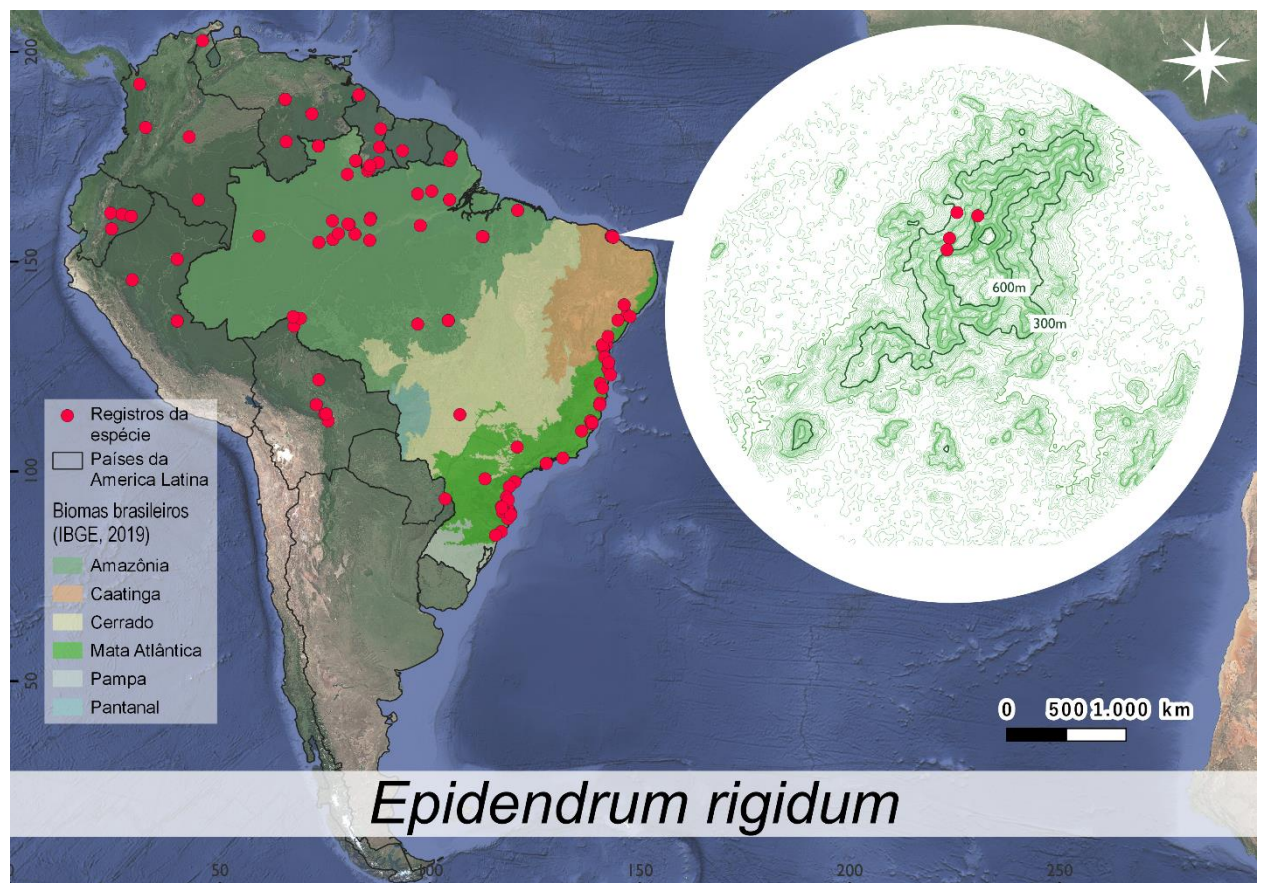 200
150
100
50
Registros da
espécie
Países da
America Latina
Biomas brasileiros
(IBGE, 2019)
Amazônia
Caatinga
Cerrado
Mata Atlântica
Pampa
Pantanal
600m
300m
0 500 1.000 km
Epidendrum rigidum
0 50 100 150 200 250